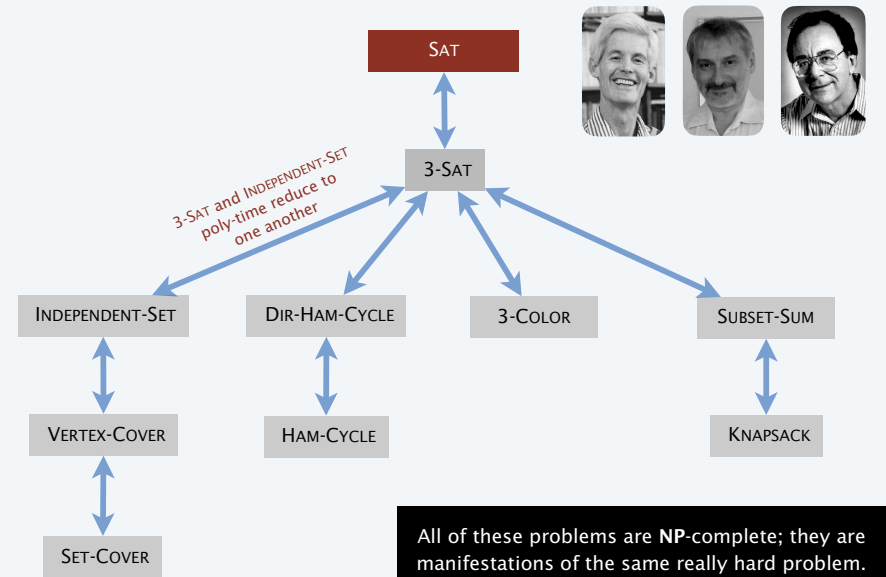 SAT
3-SAT
3-SAT and INDEPENDENT-SET
poly-time reduce to
one another
INDEPENDENT-SET
DIR-HAM-CYCLE
3-COLOR
SUBSET-SUM
VERTEX-COVER
HAM-CYCLE
KNAPSACK
SET-COVER
All of these problems are NP-complete; they are
manifestations of the same really hard problem.